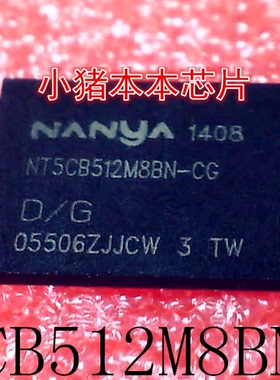 小猪本本芯片
NANYA 1408
NT5CB512M8BN-CG
D/G
05506ZJJCW 3 TW
CB512M8BN